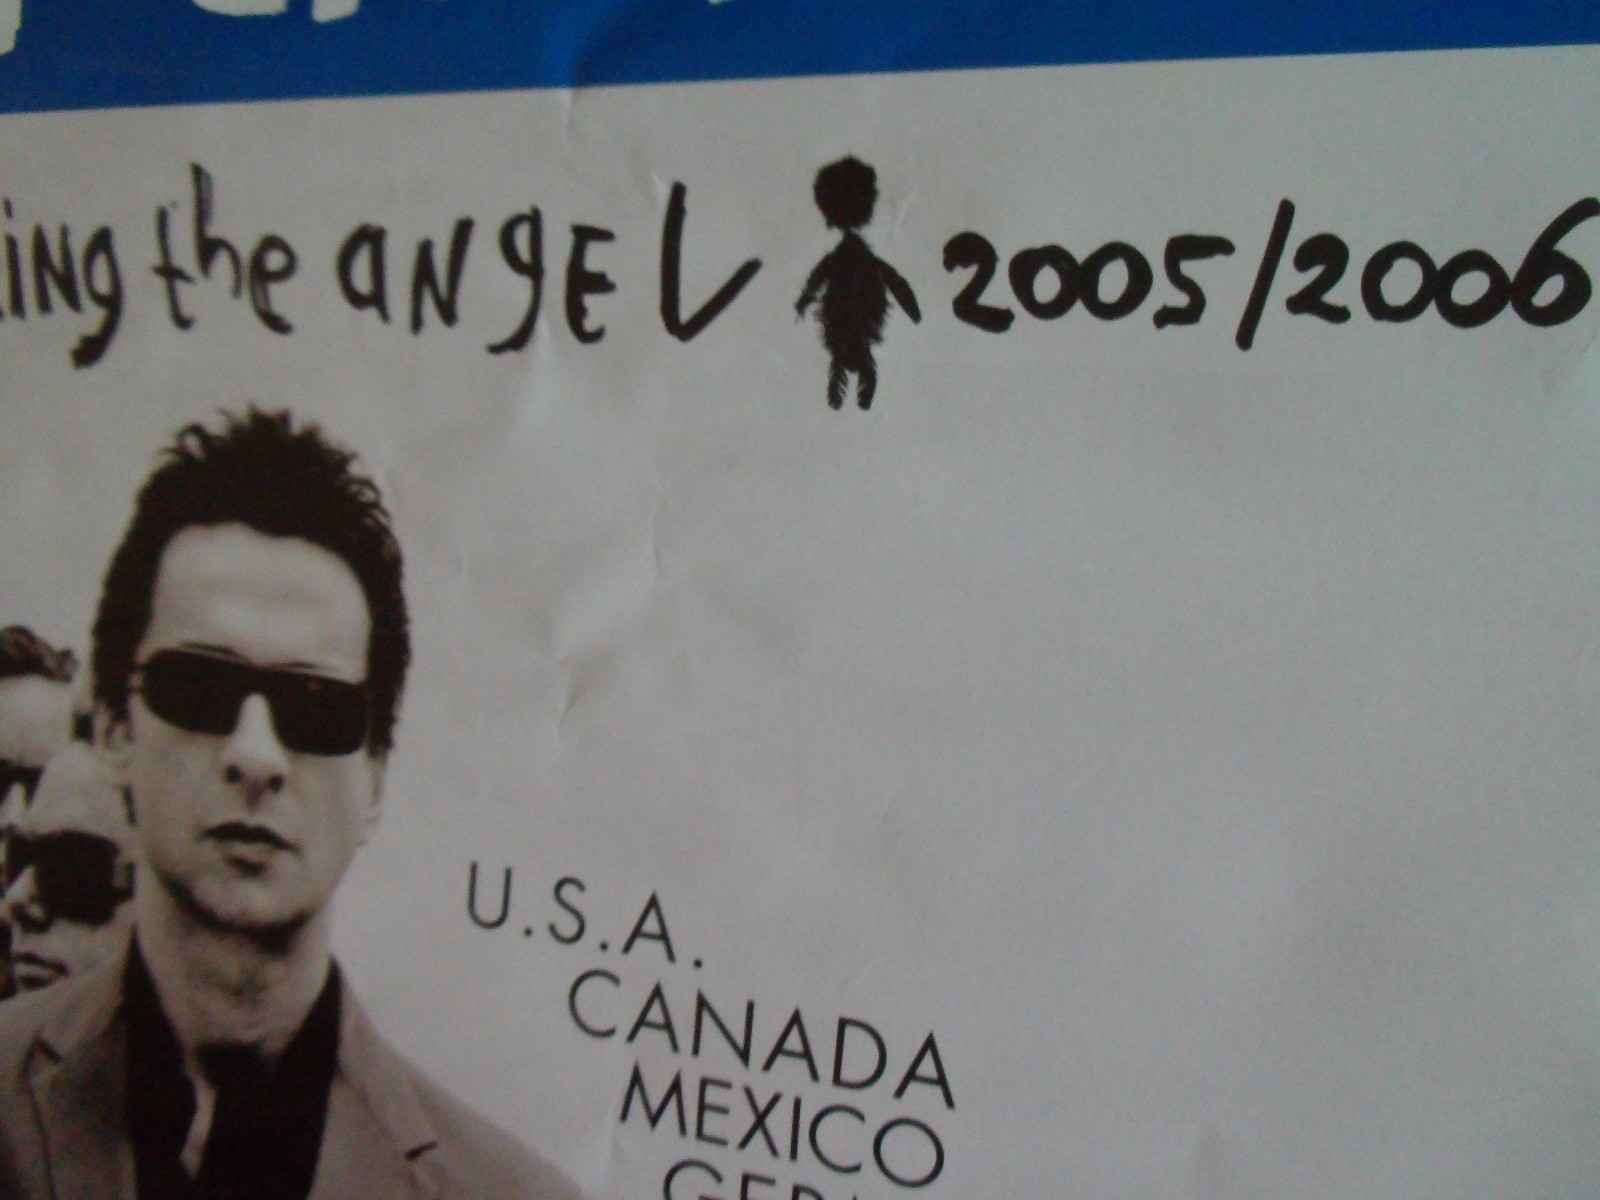 ing the angel 2005/2006
U.S.A.
CANADA
MEXICO